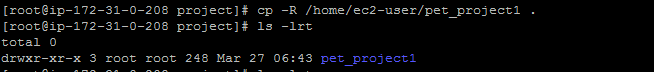 [root@ip-172-31-0-208 project]# cp -R /home/ec2-user/pet_project1 .
[root@ip-172-31-0-208 project]# ls -lrt
total 0
drwxr-xr-x 3 root root 248 Mar 27 06:43 pet_project1